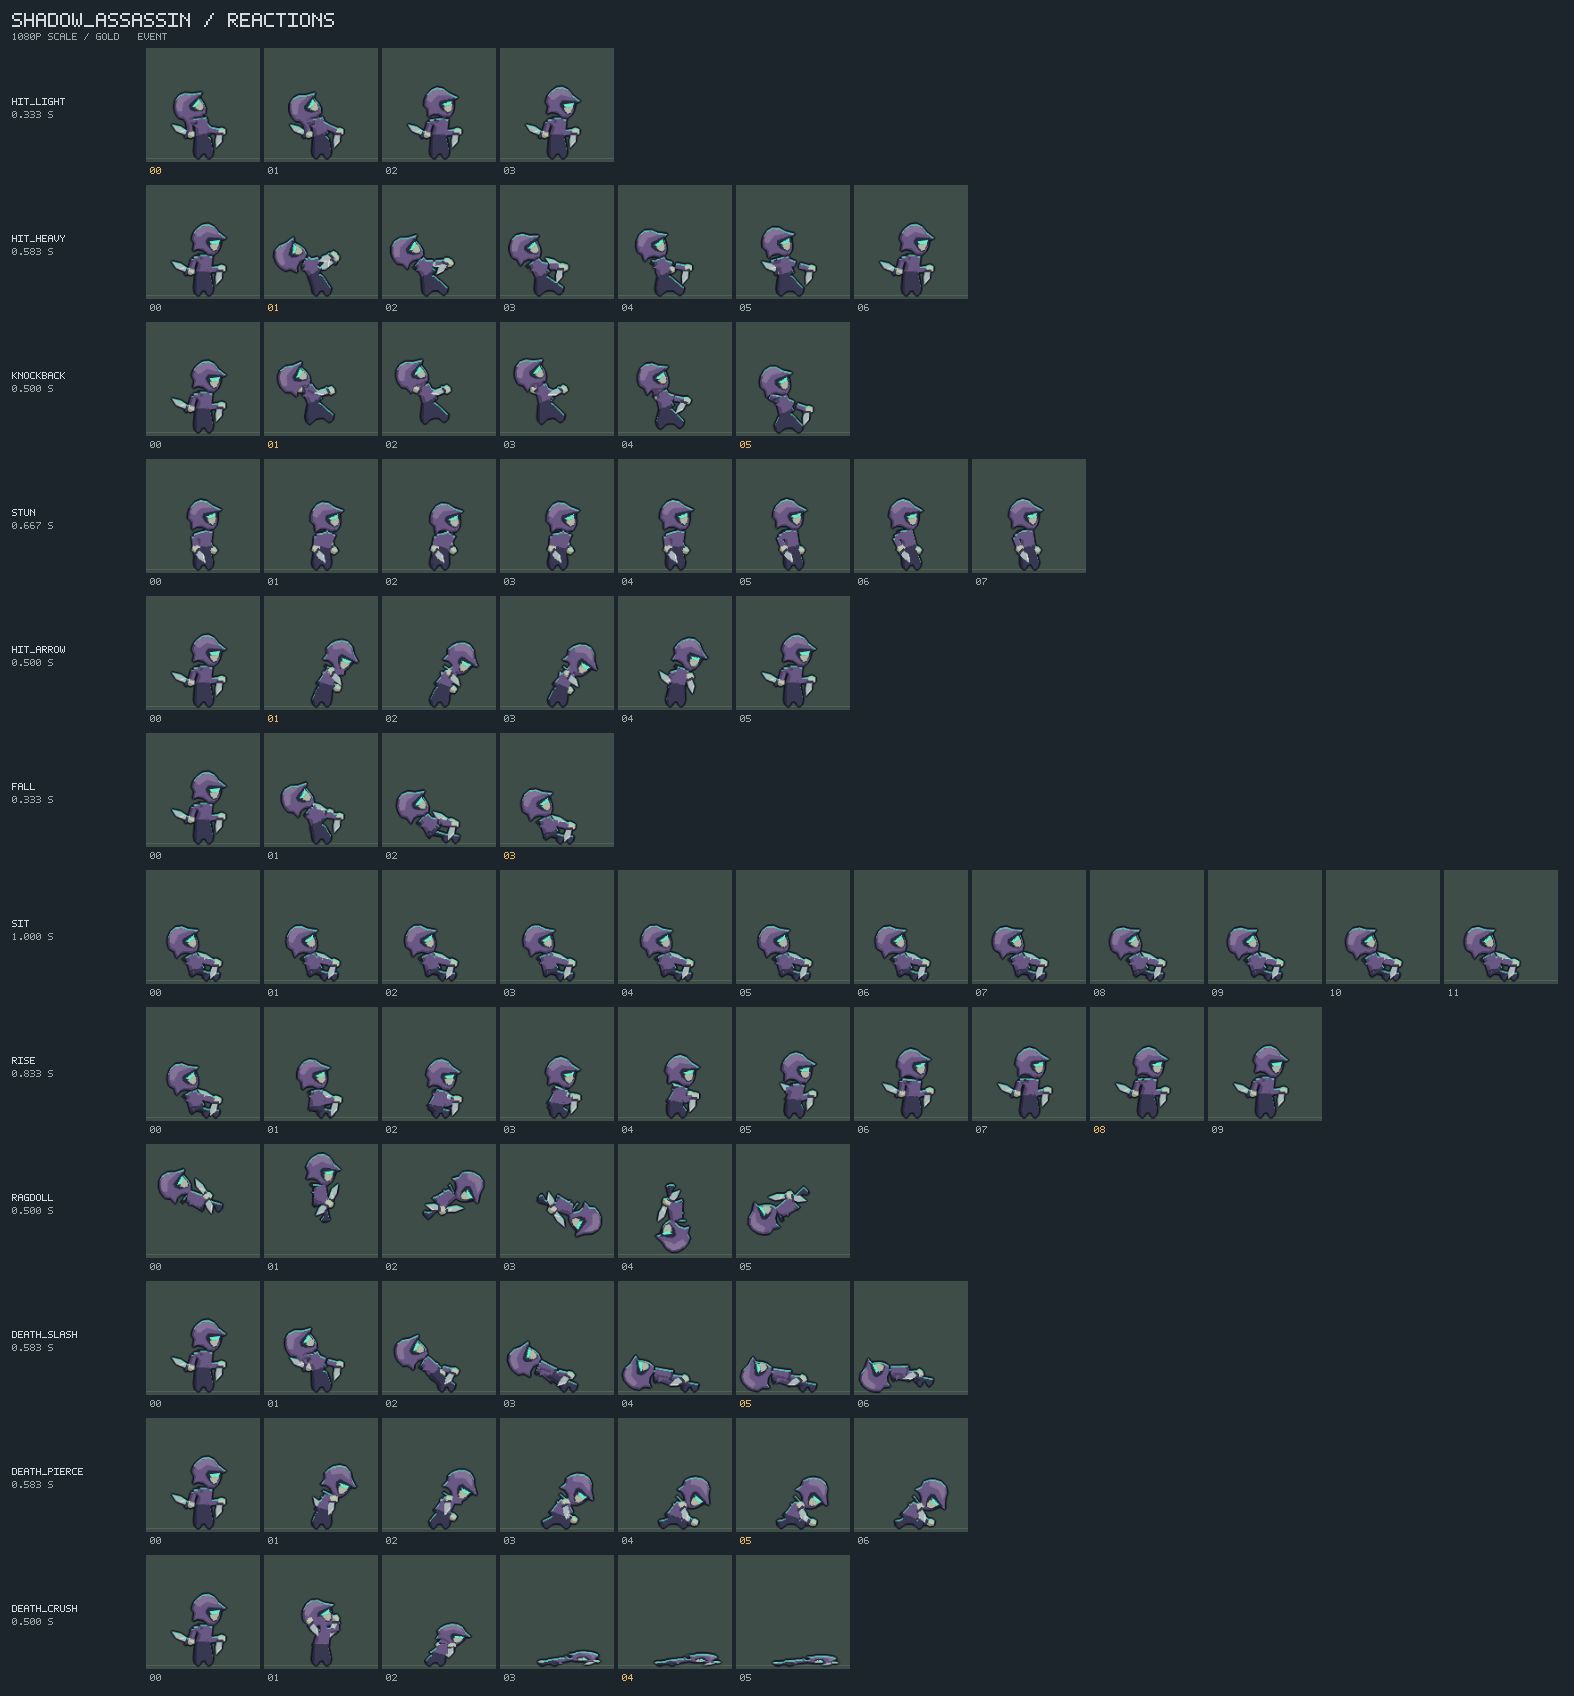 SHADOW_ASSASSIN / REACTIONS
1080P SCALE / GOLD EVENT
HIT_LIGHT
0.333 S
00 01 02 03
HIT_HEAVY
0.583 S
00 01 02 03 04 05 06
KNOCKBACK
0.500 S
00 01 02 03 04 05
STUN
0.667 S
00 01 02 03 04 05 06 07
HIT_ARROW
0.500 S
00 01 02 03 04 05
FALL
0.333 S
00 01 02 03
SIT
1.000 S
00 01 02 03 04 05 06 07 08 09 10 11
RISE
0.833 S
00 01 02 03 04 05 06 07 08 09
RAGDOLL
0.500 S
00 01 02 03 04 05
DEATH_SLASH
0.583 S
00 01 02 03 04 05 06
DEATH_PIERCE
0.583 S
00 01 02 03 04 05 06
DEATH_CRUSH
0.500 S
00 01 02 03 04 05